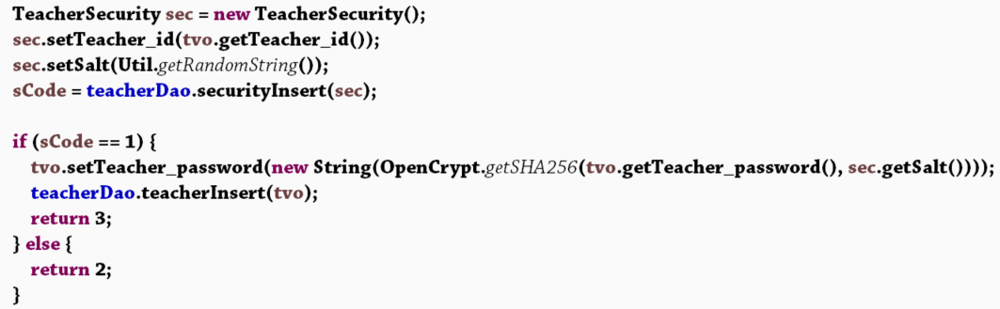 TeacherSecurity sec = new TeacherSecurity();
sec.setTeacher_id(tvo.getTeacher_id());
sec.setSalt(Util.getRandomString());
sCode = teacherDao.securityInsert(sec);
if (sCode == 1) {
tvo.setTeacher_password(new String(OpenCrypt.getSHA256(tvo.getTeacher_password(), sec.getSalt())));
teacherDao.teacherInsert(tvo);
return 3;
} else {
return 2;
}